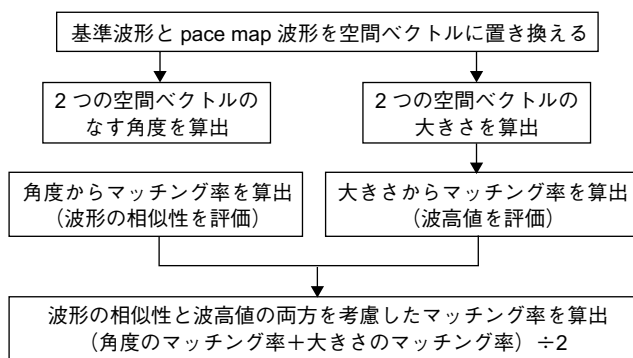 基準波形と pace map 波形を空間ベクトルに置き換える
2 つの空間ベクトルの
なす角度を算出
2 つの空間ベクトルの
大きさを算出
角度からマッチング率を算出
（波形の相似性を評価）
大きさからマッチング率を算出
（波高値を評価）
波形の相似性と波高値の両方を考慮したマッチング率を算出
（角度のマッチング率＋大きさのマッチング率）÷2